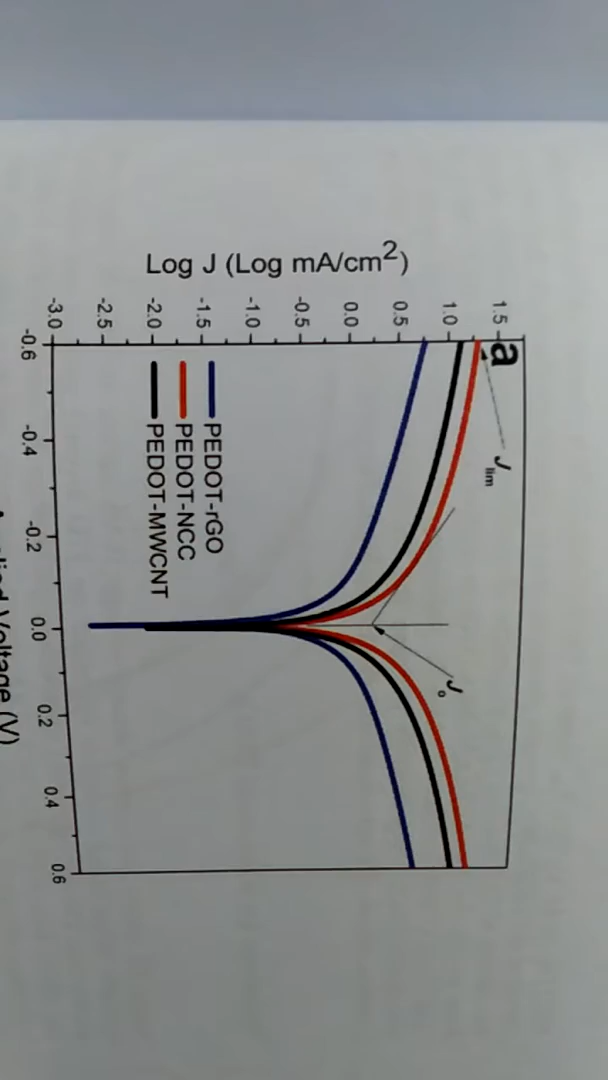 a
Log J (Log mA/cm²)
1.5
1.0
0.5
0.0
-0.5
-1.0
-1.5
-2.0
-2.5
-3.0
J lim
J o
PEDOT-rGO
PEDOT-NCC
PEDOT-MWCNT
-0.6 -0.4 -0.2 0.0 0.2 0.4 0.6
Voltage (V)